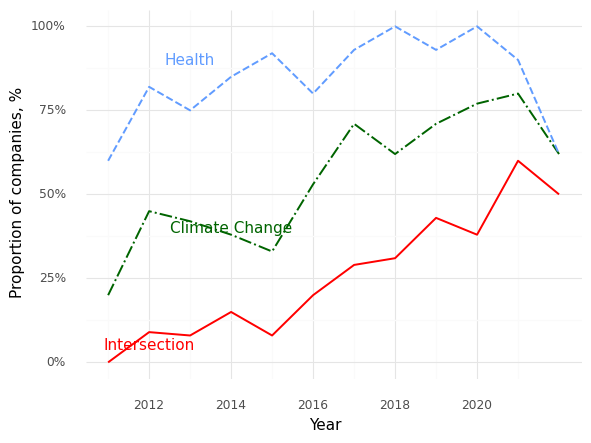 100%
Health
75%
50%
Climate Change
25%
Intersection
0%
Proportion of companies, %
2012 2014 2016 2018 2020
Year